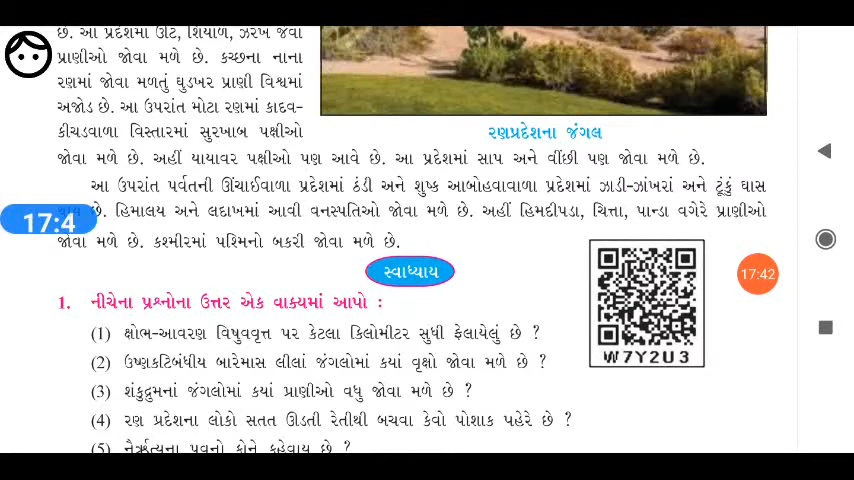 છે. આ પ્રદેશમાં ઊંટ, શિયાળ, ઝરખ જેવાં
પ્રાણીઓ જોવા મળે છે. કચ્છના નાના
રણમાં જોવા મળતું ઘુડખર પ્રાણી વિશ્વમાં
અજોડ છે. આ ઉપરાંત મોટા રણમાં કાદવ-
કીચડવાળા વિસ્તારમાં સુરખાબ પક્ષીઓ
રણપ્રદેશના જંગલ
જોવા મળે છે. અહીં યાયાવર પક્ષીઓ પણ આવે છે. આ પ્રદેશમાં સાપ અને વીંછી પણ જોવા મળે છે.
આ ઉપરાંત પર્વતની ઊંચાઈવાળા પ્રદેશમાં ઠંડી અને શુષ્ક આબોહવાવાળા પ્રદેશમાં ઝાડી-ઝાંખરાં અને ટૂંકું ઘાસ
છે. હિમાલય અને લદાખમાં આવી વનસ્પતિઓ જોવા મળે છે. અહીં હિમદીપડા, ચિત્તા, પાન્ડા વગેરે પ્રાણીઓ
17:4
જોવા મળે છે. કશ્મીરમાં પશ્મિનો બકરી જોવા મળે છે.
સ્વાધ્યાય
17:42
1. નીચેના પ્રશ્નોના ઉત્તર એક વાક્યમાં આપો :
(1) ક્ષોભ-આવરણ વિષુવવૃત્ત પર કેટલા કિલોમીટર સુધી ફેલાયેલું છે ?
W7Y2U3
(2) ઉષ્ણકટિબંધીય બારેમાસ લીલાં જંગલોમાં કયાં વૃક્ષો જોવા મળે છે ?
(3) શંકુદ્રુમનાં જંગલોમાં કયાં પ્રાણીઓ વધુ જોવા મળે છે ?
(4) રણ પ્રદેશના લોકો સતત ઊડતી રેતીથી બચવા કેવો પોશાક પહેરે છે ?
(5) નૈર્ઋત્યના પવનો કોને કહેવાય છે ?